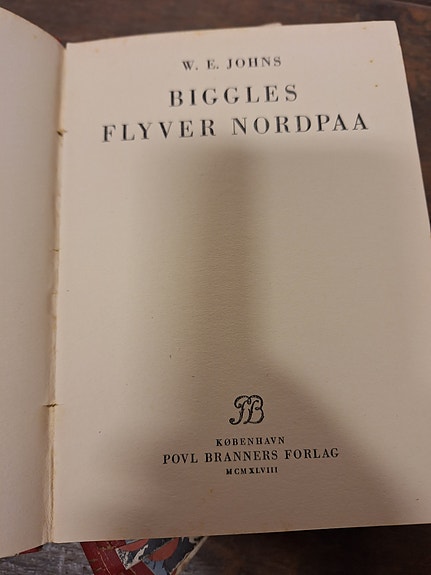 W. E. JOHNS
BIGGLES
FLYVER NORDPAA
PB
KØBENHAVN
POVL BRANNERS FORLAG
MCMXLVIII